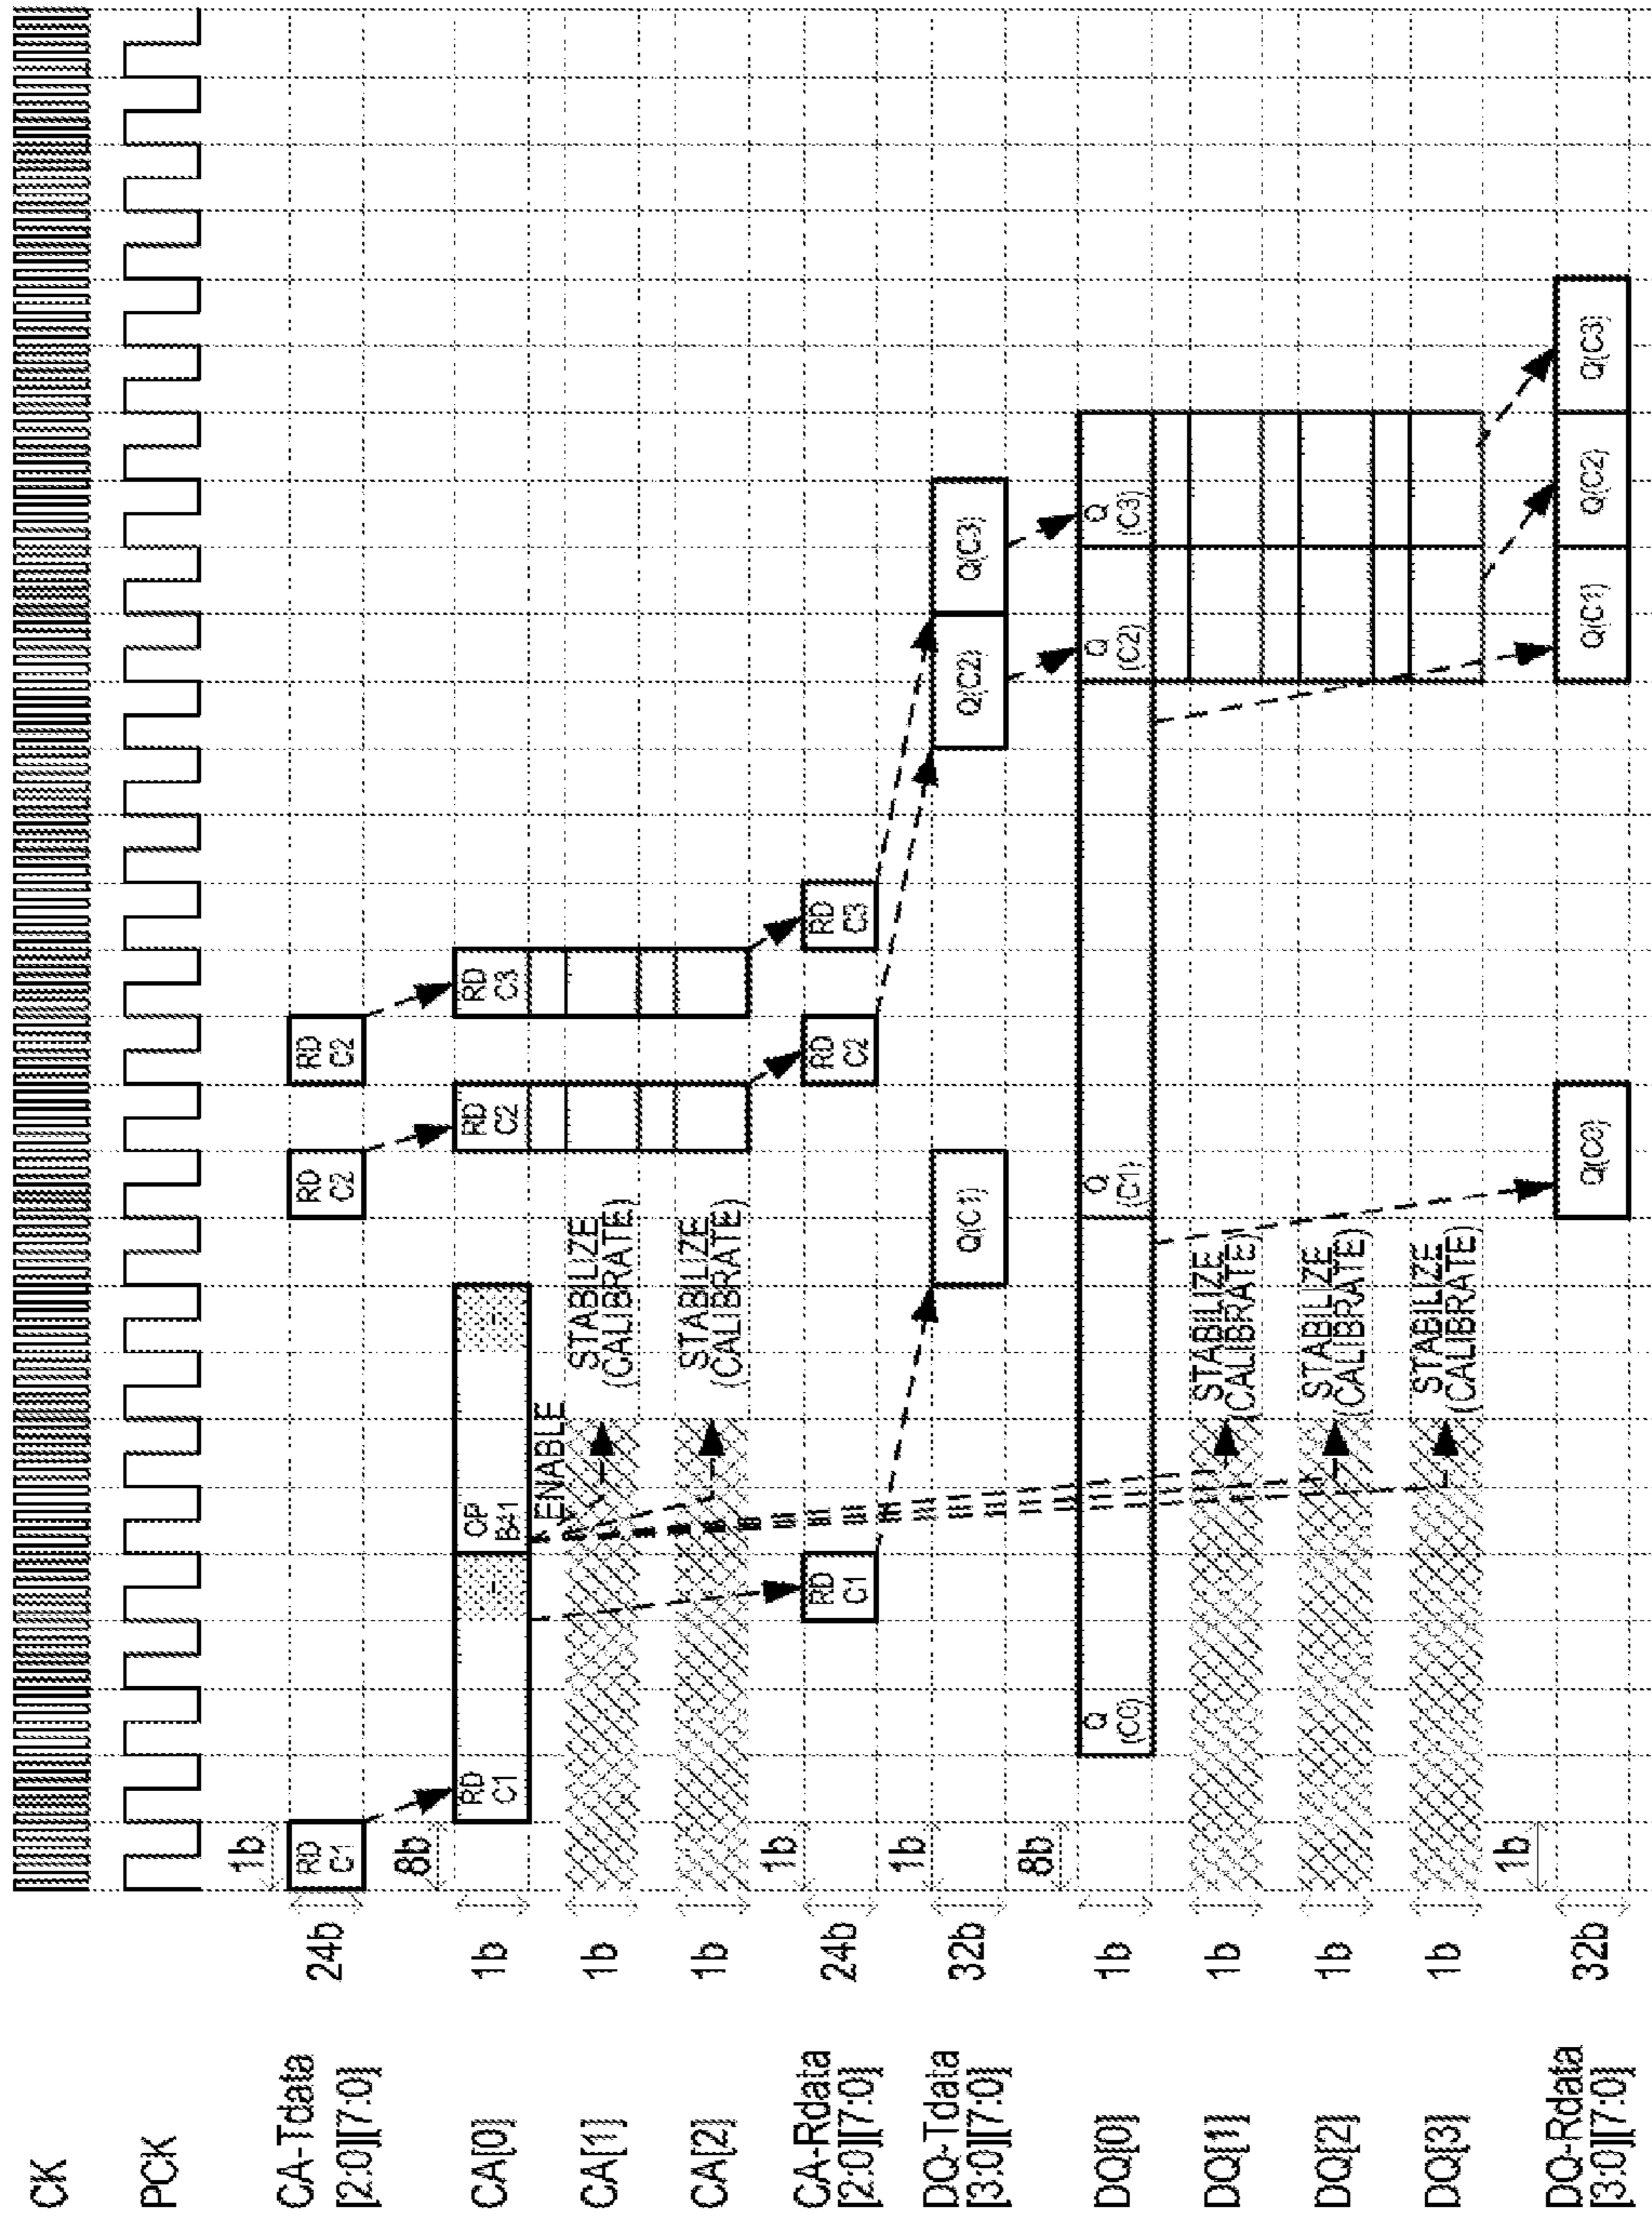 CK
PCK
CA-Tdata
[2:0][7:0]
24b
1b
RD
C1
RD
C2
RD
C2
8b
CA[0]
1b
RD
C1
-
OP
B41
-
RD
C2
RD
C3
ENABLE
CA[1]
1b
STABILIZE
(CALIBRATE)
CA[2]
1b
STABILIZE
(CALIBRATE)
CA-Rdata
[2:0][7:0]
24b
1b
RD
C1
RD
C2
RD
C3
DQ-Tdata
[3:0][7:0]
32b
1b
Q(C1)
Q(C2)
Q(C3)
8b
DQ[0]
1b
Q
(C0)
Q
(C1)
Q
(C2)
Q
(C3)
DQ[1]
1b
STABILIZE
(CALIBRATE)
DQ[2]
1b
STABILIZE
(CALIBRATE)
DQ[3]
1b
STABILIZE
(CALIBRATE)
1b
DQ-Rdata
[3:0][7:0]
32b
Q(C0)
Q(C1)
Q(C2)
Q(C3)